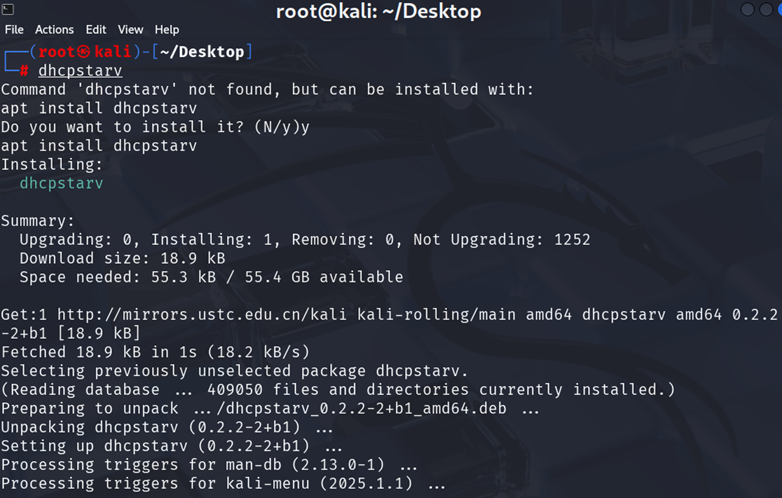 root@kali: ~/Desktop
File Actions Edit View Help
┌──(root㉿kali)-[~/Desktop]
└─# dhcpstarv
Command 'dhcpstarv' not found, but can be installed with:
apt install dhcpstarv
Do you want to install it? (N/y)y
apt install dhcpstarv
Installing:
  dhcpstarv

Summary:
  Upgrading: 0, Installing: 1, Removing: 0, Not Upgrading: 1252
  Download size: 18.9 kB
  Space needed: 55.3 kB / 55.4 GB available

Get:1 http://mirrors.ustc.edu.cn/kali kali-rolling/main amd64 dhcpstarv amd64 0.2.2
-2+b1 [18.9 kB]
Fetched 18.9 kB in 1s (18.2 kB/s)
Selecting previously unselected package dhcpstarv.
(Reading database ... 409050 files and directories currently installed.)
Preparing to unpack .../dhcpstarv_0.2.2-2+b1_amd64.deb ...
Unpacking dhcpstarv (0.2.2-2+b1) ...
Setting up dhcpstarv (0.2.2-2+b1) ...
Processing triggers for man-db (2.13.0-1) ...
Processing triggers for kali-menu (2025.1.1) ...